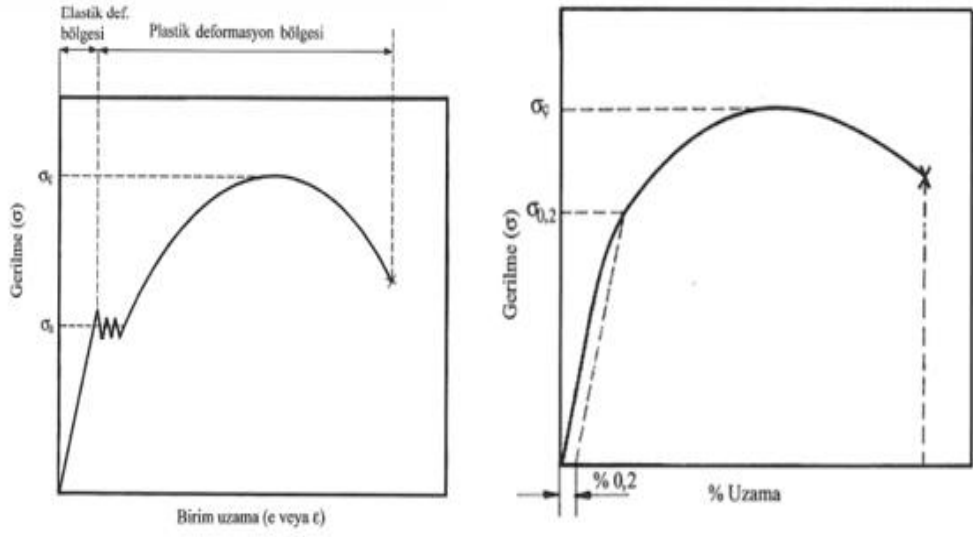 Elastik def.
bölgesi
Plastik deformasyon bölgesi
σç
σa
Gerilme (σ)
Birim uzama (e veya ε)
σç
σ0,2
Gerilme (σ)
% 0,2
% Uzama